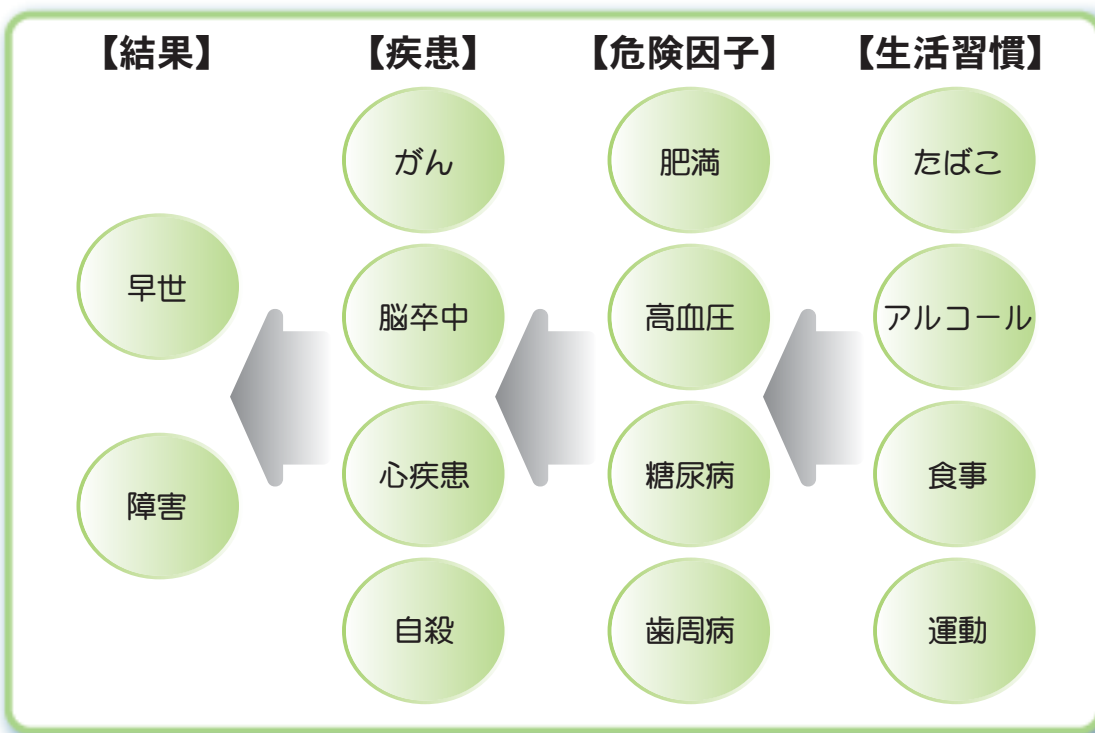 【結果】
早世
障害
【疾患】
がん
脳卒中
心疾患
自殺
【危険因子】
肥満
高血圧
糖尿病
歯周病
【生活習慣】
たばこ
アルコール
食事
運動